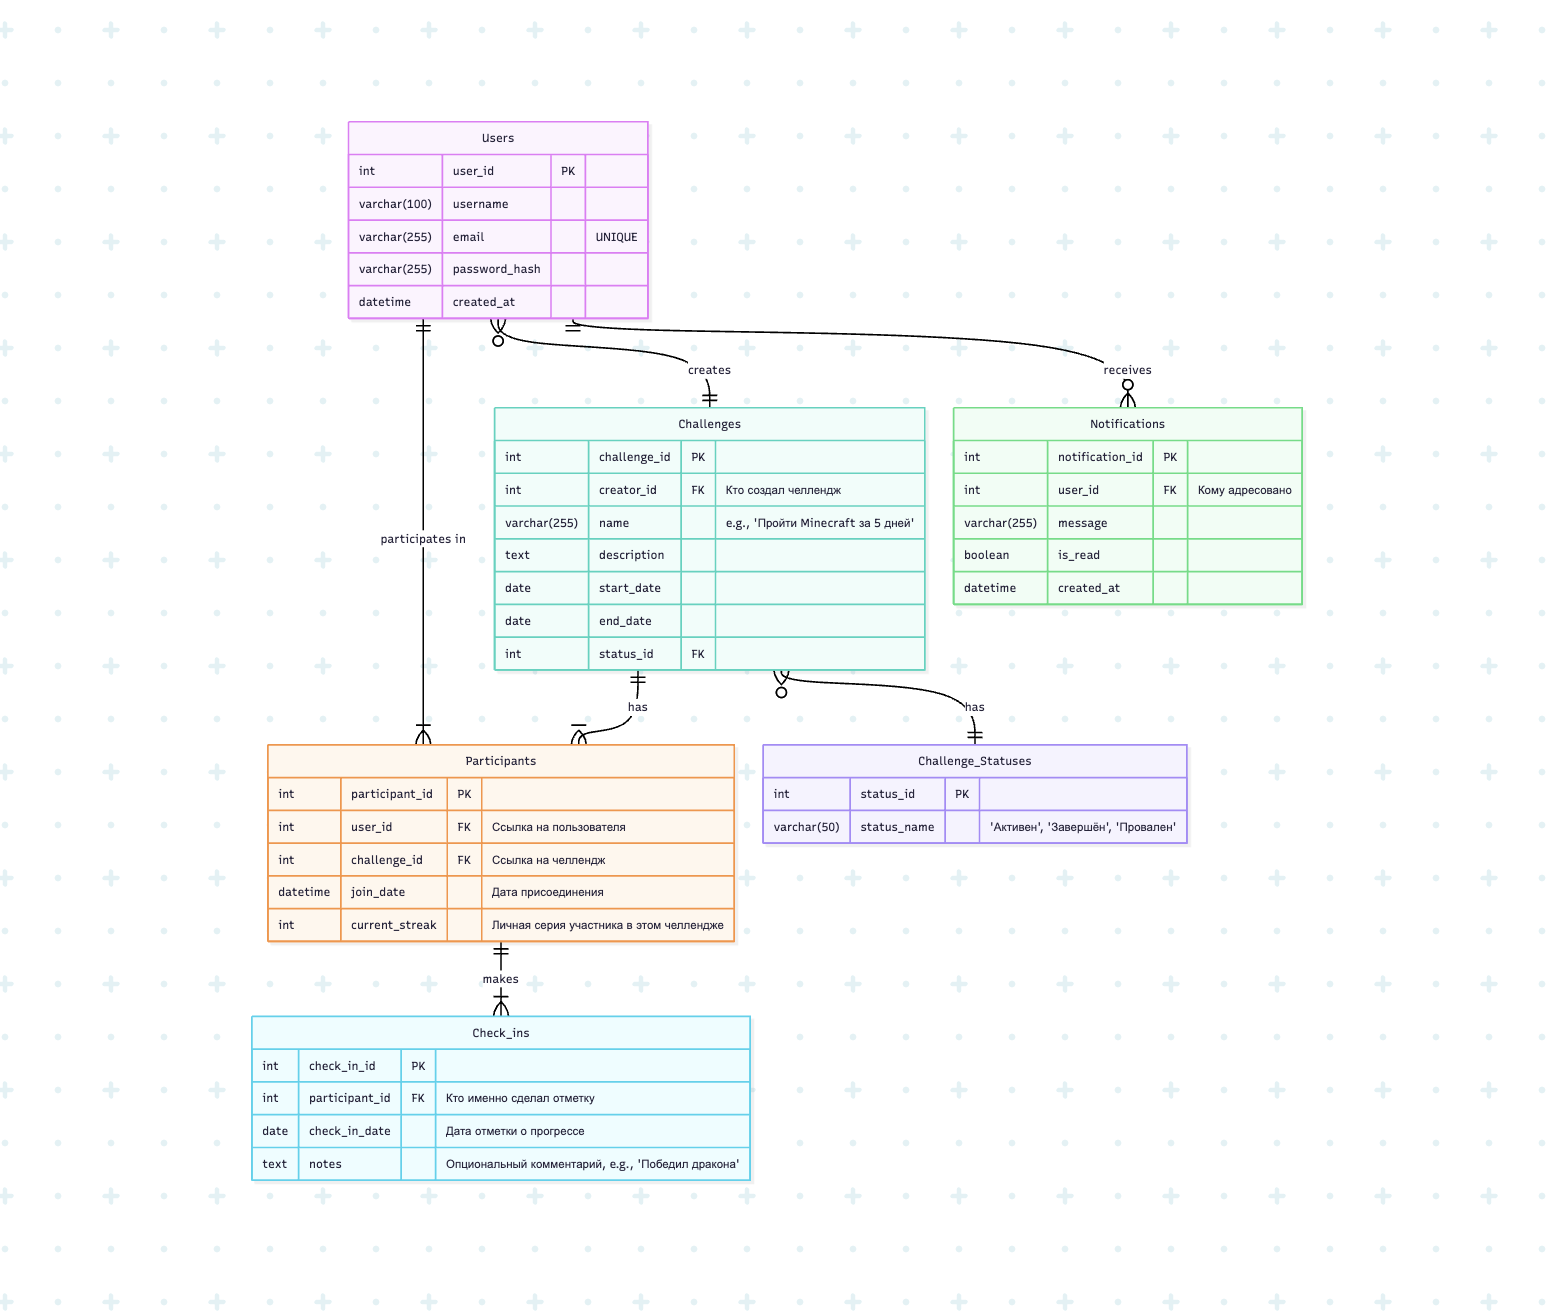 Users
int user_id PK
varchar(100) username
varchar(255) email UNIQUE
varchar(255) password_hash
datetime created_at
creates
receives
Challenges
int challenge_id PK
int creator_id FK Кто создал челлендж
varchar(255) name e.g., 'Пройти Minecraft за 5 дней'
text description
date start_date
date end_date
int status_id FK
Notifications
int notification_id PK
int user_id FK Кому адресовано
varchar(255) message
boolean is_read
datetime created_at
participates in
has
has
Participants
int participant_id PK
int user_id FK Ссылка на пользователя
int challenge_id FK Ссылка на челлендж
datetime join_date Дата присоединения
int current_streak Личная серия участника в этом челлендже
Challenge_Statuses
int status_id PK
varchar(50) status_name 'Активен', 'Завершён', 'Провален'
makes
Check_ins
int check_in_id PK
int participant_id FK Кто именно сделал отметку
date check_in_date Дата отметки о прогрессе
text notes Опциональный комментарий, e.g., 'Победил дракона'